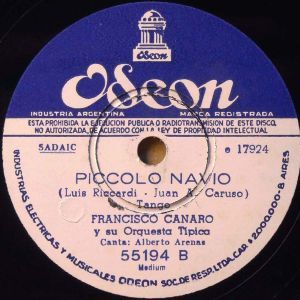 Odeon
Odeon
INDUSTRIA ARGENTINA
MARCA REGISTRADA
ESTA PROHIBIDA LA EJECUCION PUBLICA O RADIOTRANSMISION DE ESTE DISCO,
NO AUTORIZADA, DE ACUERDO CON LA LEY DE PROPIEDAD INTELECTUAL
SADAIC
e 17924
PICCOLO NAVIO
(Luis Riccardi - Juan A. Caruso)
Tango
FRANCISCO CANARO
y su Orquesta Típica
Canta: Alberto Arenas
55194 B
Medium
INDUSTRIAS ELECTRICAS Y MUSICALES ODEON SOC. DE RESP. LTDA. CAP. $ 2.000.000 - B. AIRES